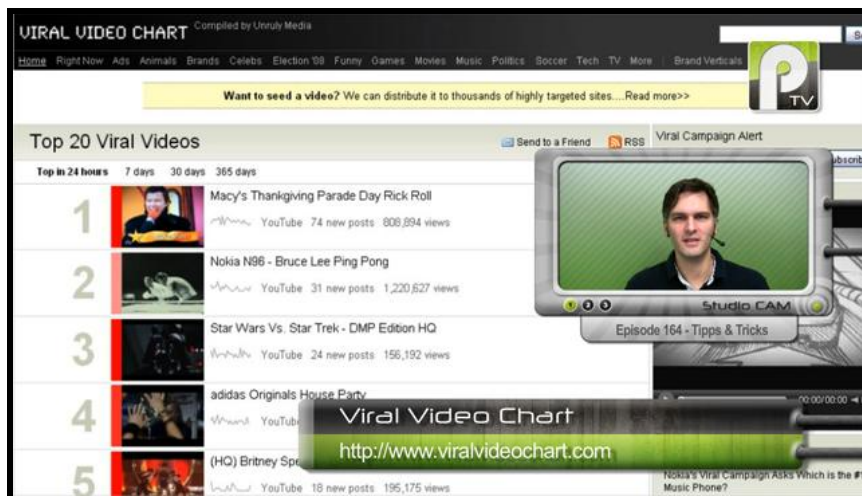 VIRAL VIDEO CHART Compiled by Unruly Media
Home RightNow Ads Animals Brands Celebs Election '08 Funny Games Movies Music Politics Soccer Tech TV More | Brand Verticals
P TV
Want to seed a video? We can distribute it to thousands of highly targeted sites....Read more>>
Top 20 Viral Videos
Send to a Friend RSS
Viral Campaign Alert
Top in 24 hours 7 days 30 days 365 days
1
Macy's Thankgiving Parade Day Rick Roll
YouTube 74 new posts 808,894 views
2
Nokia N96 - Bruce Lee Ping Pong
YouTube 31 new posts 1,220,627 views
1 2 3 Studio CAM
Episode 164 - Tipps & Tricks
3
Star Wars Vs. Star Trek - DMP Edition HQ
YouTube 24 new posts 156,192 views
4
adidas Originals House Party
00:00/00:00
Viral Video Chart
http://www.viralvideochart.com
5
(HQ) Britney Spe
YouTube 18 new posts 195,175 views
Nokia's Viral Campaign Asks Which is the #1
Music Phone?